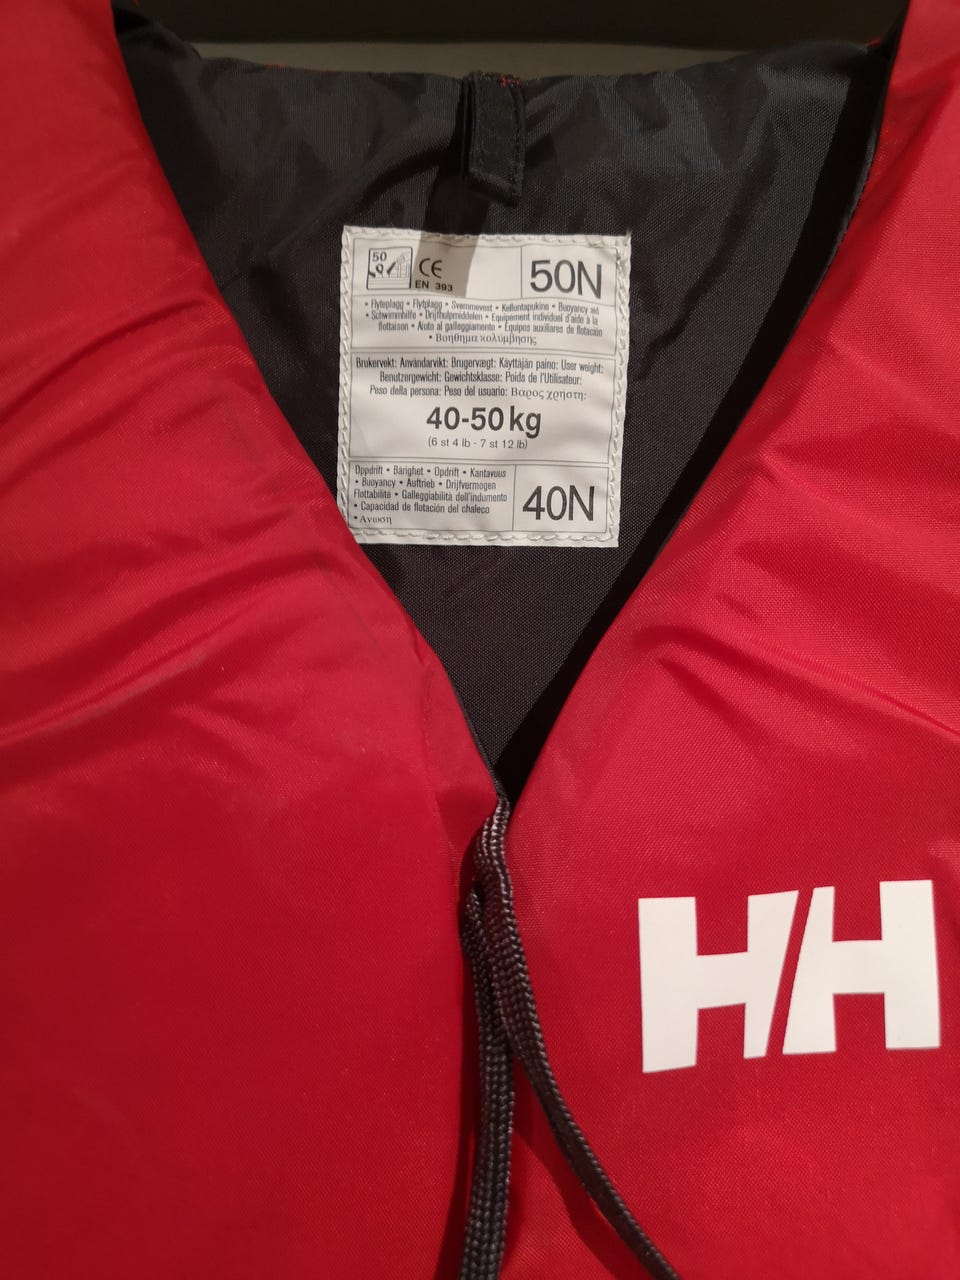 50
CE
EN 393
50N
• Flyteplagg • Flytplagg • Svømmevest • Kelluntapukine • Buoyancy aid
• Schwimmhilfe • Drijfhulpmiddelen • Equipement individuel d'aide à la
flottaison • Aiuto al galleggiamento • Equipos auxiliares de flotación
• Βοηθημα κολυμβησης
Brukervekt: Användarvikt: Brugervægt: Käyttäjän paino: User weight:
Benutzergewicht: Gewichtsklasse: Poids de l'Utilisateur:
Peso della persona: Peso del usuario: Βαρος χρηστη:
40-50 kg
(6 st 4 lb - 7 st 12 lb)
Oppdrift • Bärighet • Opdrift • Kantavuus
• Buoyancy • Auftrieb • Drijfvermogen
Flottabilité • Galleggiabilità dell'indumento
• Capacidad de flotación del chaleco
• Ανωση
40N
HH